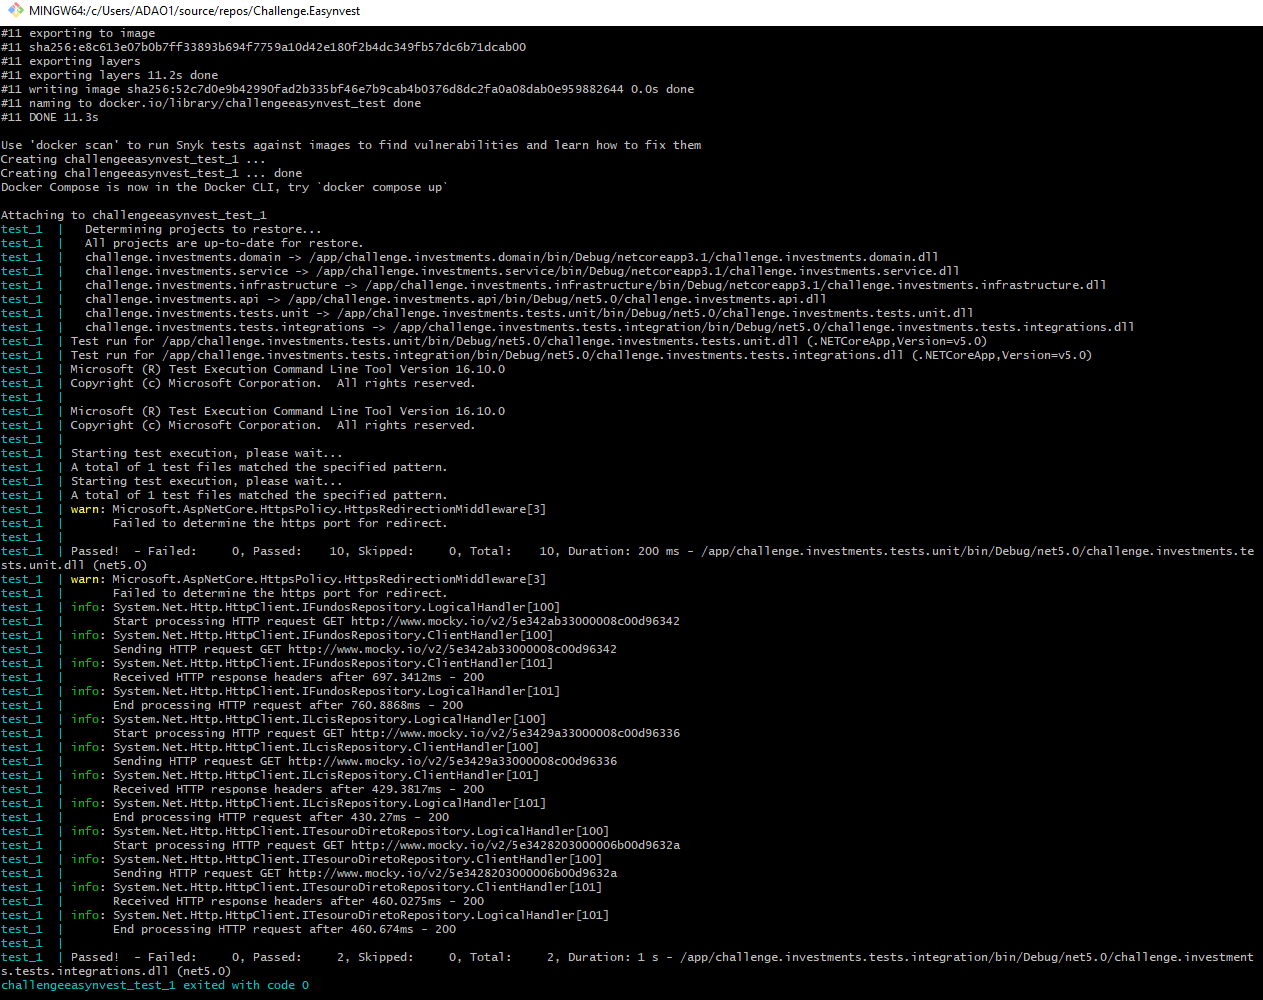 MINGW64:/c/Users/ADAO1/source/repos/Challenge.Easynvest
#11 exporting to image
#11 sha256:e8c613e07b0b7ff33893b694f7759a10d42e180f2b4dc349fb57dc6b71dcab00
#11 exporting layers
#11 exporting layers 11.2s done
#11 writing image sha256:52c7d0e9b42990fad2b335bf46e7b9cab4b0376d8dc2fa0a08dab0e959882644 0.0s done
#11 naming to docker.io/library/challengeeasynvest_test done
#11 DONE 11.3s
Use 'docker scan' to run Snyk tests against images to find vulnerabilities and learn how to fix them
Creating challengeeasynvest_test_1 ...
Creating challengeeasynvest_test_1 ... done
Docker Compose is now in the Docker CLI, try `docker compose up`
Attaching to challengeeasynvest_test_1
test_1  |   Determining projects to restore...
test_1  |   All projects are up-to-date for restore.
test_1  |   challenge.investments.domain -> /app/challenge.investments.domain/bin/Debug/netcoreapp3.1/challenge.investments.domain.dll
test_1  |   challenge.investments.service -> /app/challenge.investments.service/bin/Debug/netcoreapp3.1/challenge.investments.service.dll
test_1  |   challenge.investments.infrastructure -> /app/challenge.investments.infrastructure/bin/Debug/netcoreapp3.1/challenge.investments.infrastructure.dll
test_1  |   challenge.investments.api -> /app/challenge.investments.api/bin/Debug/net5.0/challenge.investments.api.dll
test_1  |   challenge.investments.tests.unit -> /app/challenge.investments.tests.unit/bin/Debug/net5.0/challenge.investments.tests.unit.dll
test_1  |   challenge.investments.tests.integrations -> /app/challenge.investments.tests.integration/bin/Debug/net5.0/challenge.investments.tests.integrations.dll
test_1  | Test run for /app/challenge.investments.tests.unit/bin/Debug/net5.0/challenge.investments.tests.unit.dll (.NETCoreApp,Version=v5.0)
test_1  | Test run for /app/challenge.investments.tests.integration/bin/Debug/net5.0/challenge.investments.tests.integrations.dll (.NETCoreApp,Version=v5.0)
test_1  | Microsoft (R) Test Execution Command Line Tool Version 16.10.0
test_1  | Copyright (c) Microsoft Corporation.  All rights reserved.
test_1  |
test_1  | Microsoft (R) Test Execution Command Line Tool Version 16.10.0
test_1  | Copyright (c) Microsoft Corporation.  All rights reserved.
test_1  |
test_1  | Starting test execution, please wait...
test_1  | A total of 1 test files matched the specified pattern.
test_1  | Starting test execution, please wait...
test_1  | A total of 1 test files matched the specified pattern.
test_1  | warn: Microsoft.AspNetCore.HttpsPolicy.HttpsRedirectionMiddleware[3]
test_1  |       Failed to determine the https port for redirect.
test_1  |
test_1  | Passed!  - Failed:     0, Passed:    10, Skipped:     0, Total:    10, Duration: 200 ms - /app/challenge.investments.tests.unit/bin/Debug/net5.0/challenge.investments.te
sts.unit.dll (net5.0)
test_1  | warn: Microsoft.AspNetCore.HttpsPolicy.HttpsRedirectionMiddleware[3]
test_1  |       Failed to determine the https port for redirect.
test_1  | info: System.Net.Http.HttpClient.IFundosRepository.LogicalHandler[100]
test_1  |       Start processing HTTP request GET http://www.mocky.io/v2/5e342ab33000008c00d96342
test_1  | info: System.Net.Http.HttpClient.IFundosRepository.ClientHandler[100]
test_1  |       Sending HTTP request GET http://www.mocky.io/v2/5e342ab33000008c00d96342
test_1  | info: System.Net.Http.HttpClient.IFundosRepository.ClientHandler[101]
test_1  |       Received HTTP response headers after 697.3412ms - 200
test_1  | info: System.Net.Http.HttpClient.IFundosRepository.LogicalHandler[101]
test_1  |       End processing HTTP request after 760.8868ms - 200
test_1  | info: System.Net.Http.HttpClient.ILcisRepository.LogicalHandler[100]
test_1  |       Start processing HTTP request GET http://www.mocky.io/v2/5e3429a33000008c00d96336
test_1  | info: System.Net.Http.HttpClient.ILcisRepository.ClientHandler[100]
test_1  |       Sending HTTP request GET http://www.mocky.io/v2/5e3429a33000008c00d96336
test_1  | info: System.Net.Http.HttpClient.ILcisRepository.ClientHandler[101]
test_1  |       Received HTTP response headers after 429.3817ms - 200
test_1  | info: System.Net.Http.HttpClient.ILcisRepository.LogicalHandler[101]
test_1  |       End processing HTTP request after 430.27ms - 200
test_1  | info: System.Net.Http.HttpClient.ITesouroDiretoRepository.LogicalHandler[100]
test_1  |       Start processing HTTP request GET http://www.mocky.io/v2/5e3428203000006b00d9632a
test_1  | info: System.Net.Http.HttpClient.ITesouroDiretoRepository.ClientHandler[100]
test_1  |       Sending HTTP request GET http://www.mocky.io/v2/5e3428203000006b00d9632a
test_1  | info: System.Net.Http.HttpClient.ITesouroDiretoRepository.ClientHandler[101]
test_1  |       Received HTTP response headers after 460.0275ms - 200
test_1  | info: System.Net.Http.HttpClient.ITesouroDiretoRepository.LogicalHandler[101]
test_1  |       End processing HTTP request after 460.674ms - 200
test_1  |
test_1  | Passed!  - Failed:     0, Passed:     2, Skipped:     0, Total:     2, Duration: 1 s - /app/challenge.investments.tests.integration/bin/Debug/net5.0/challenge.investment
s.tests.integrations.dll (net5.0)
challengeeasynvest_test_1 exited with code 0